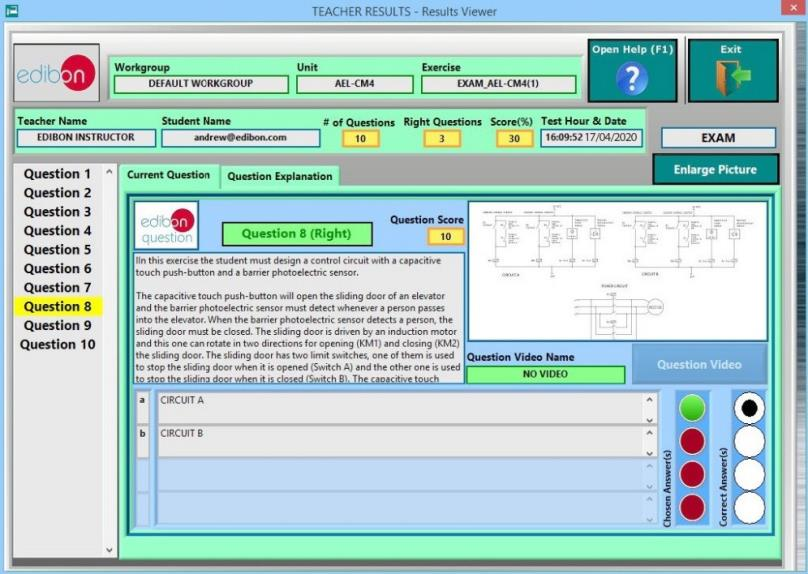 TEACHER RESULTS - Results Viewer
edibon
Workgroup
DEFAULT WORKGROUP
Unit
AEL-CM4
Exercise
EXAM_AEL-CM4(1)
Open Help (F1)
Exit
Teacher Name
EDIBON INSTRUCTOR
Student Name
andrew@edibon.com
# of Questions
10
Right Questions
3
Score(%)
30
Test Hour & Date
16:09:52 17/04/2020
EXAM
Enlarge Picture
Question 1
Question 2
Question 3
Question 4
Question 5
Question 6
Question 7
Question 8
Question 9
Question 10
Current Question
Question Explanation
edibon
question
Question 8 (Right)
Question Score
10
IIn this exercise the student must design a control circuit with a capacitive
touch push-button and a barrier photoelectric sensor.
The capacitive touch push-button will open the sliding door of an elevator
and the barrier photoelectric sensor must detect whenever a person passes
into the elevator. When the barrier photoelectric sensor detects a person, the
sliding door must be closed. The sliding door is driven by an induction motor
and this one can rotate in two directions for opening (KM1) and closing (KM2)
the sliding door. The sliding door has two limit switches, one of them is used
to stop the sliding door when it is opened (Switch A) and the other one is used
to stop the sliding door when it is closed (Switch B). The capacitive touch
CIRCUIT A
CIRCUIT B
POWER CIRCUIT
MOTOR
Question Video Name
NO VIDEO
Question Video
a
CIRCUIT A
b
CIRCUIT B
Chosen Answer(s)
Correct Answer(s)